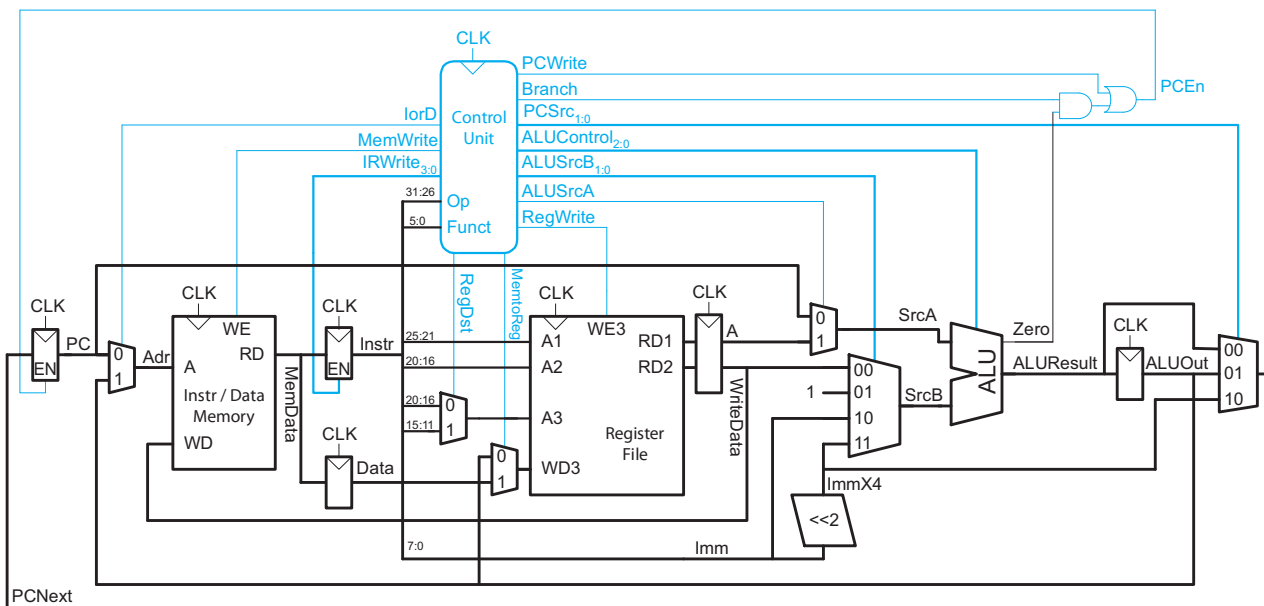 CLK
PCWrite
Branch
PCEn
PCSrc1:0
IorD
Control
Unit
MemWrite
ALUControl2:0
IRWrite3:0
ALUSrcB1:0
31:26
Op
ALUSrcA
5:0
Funct
RegWrite
RegDst
MemtoReg
CLK
CLK
CLK
CLK
CLK
PC
EN
0
1
Adr
WE
A
RD
Instr / Data
Memory
WD
MemData
EN
Instr
25:21
20:16
20:16
15:11
0
1
CLK
Data
0
1
WE3
A1
A2
A3
WD3
RD1
RD2
Register
File
A
WriteData
0
1
SrcA
00
1
01
10
11
SrcB
ALU
Zero
ALUResult
CLK
ALUOut
00
01
10
ImmX4
<<2
7:0
Imm
PCNext